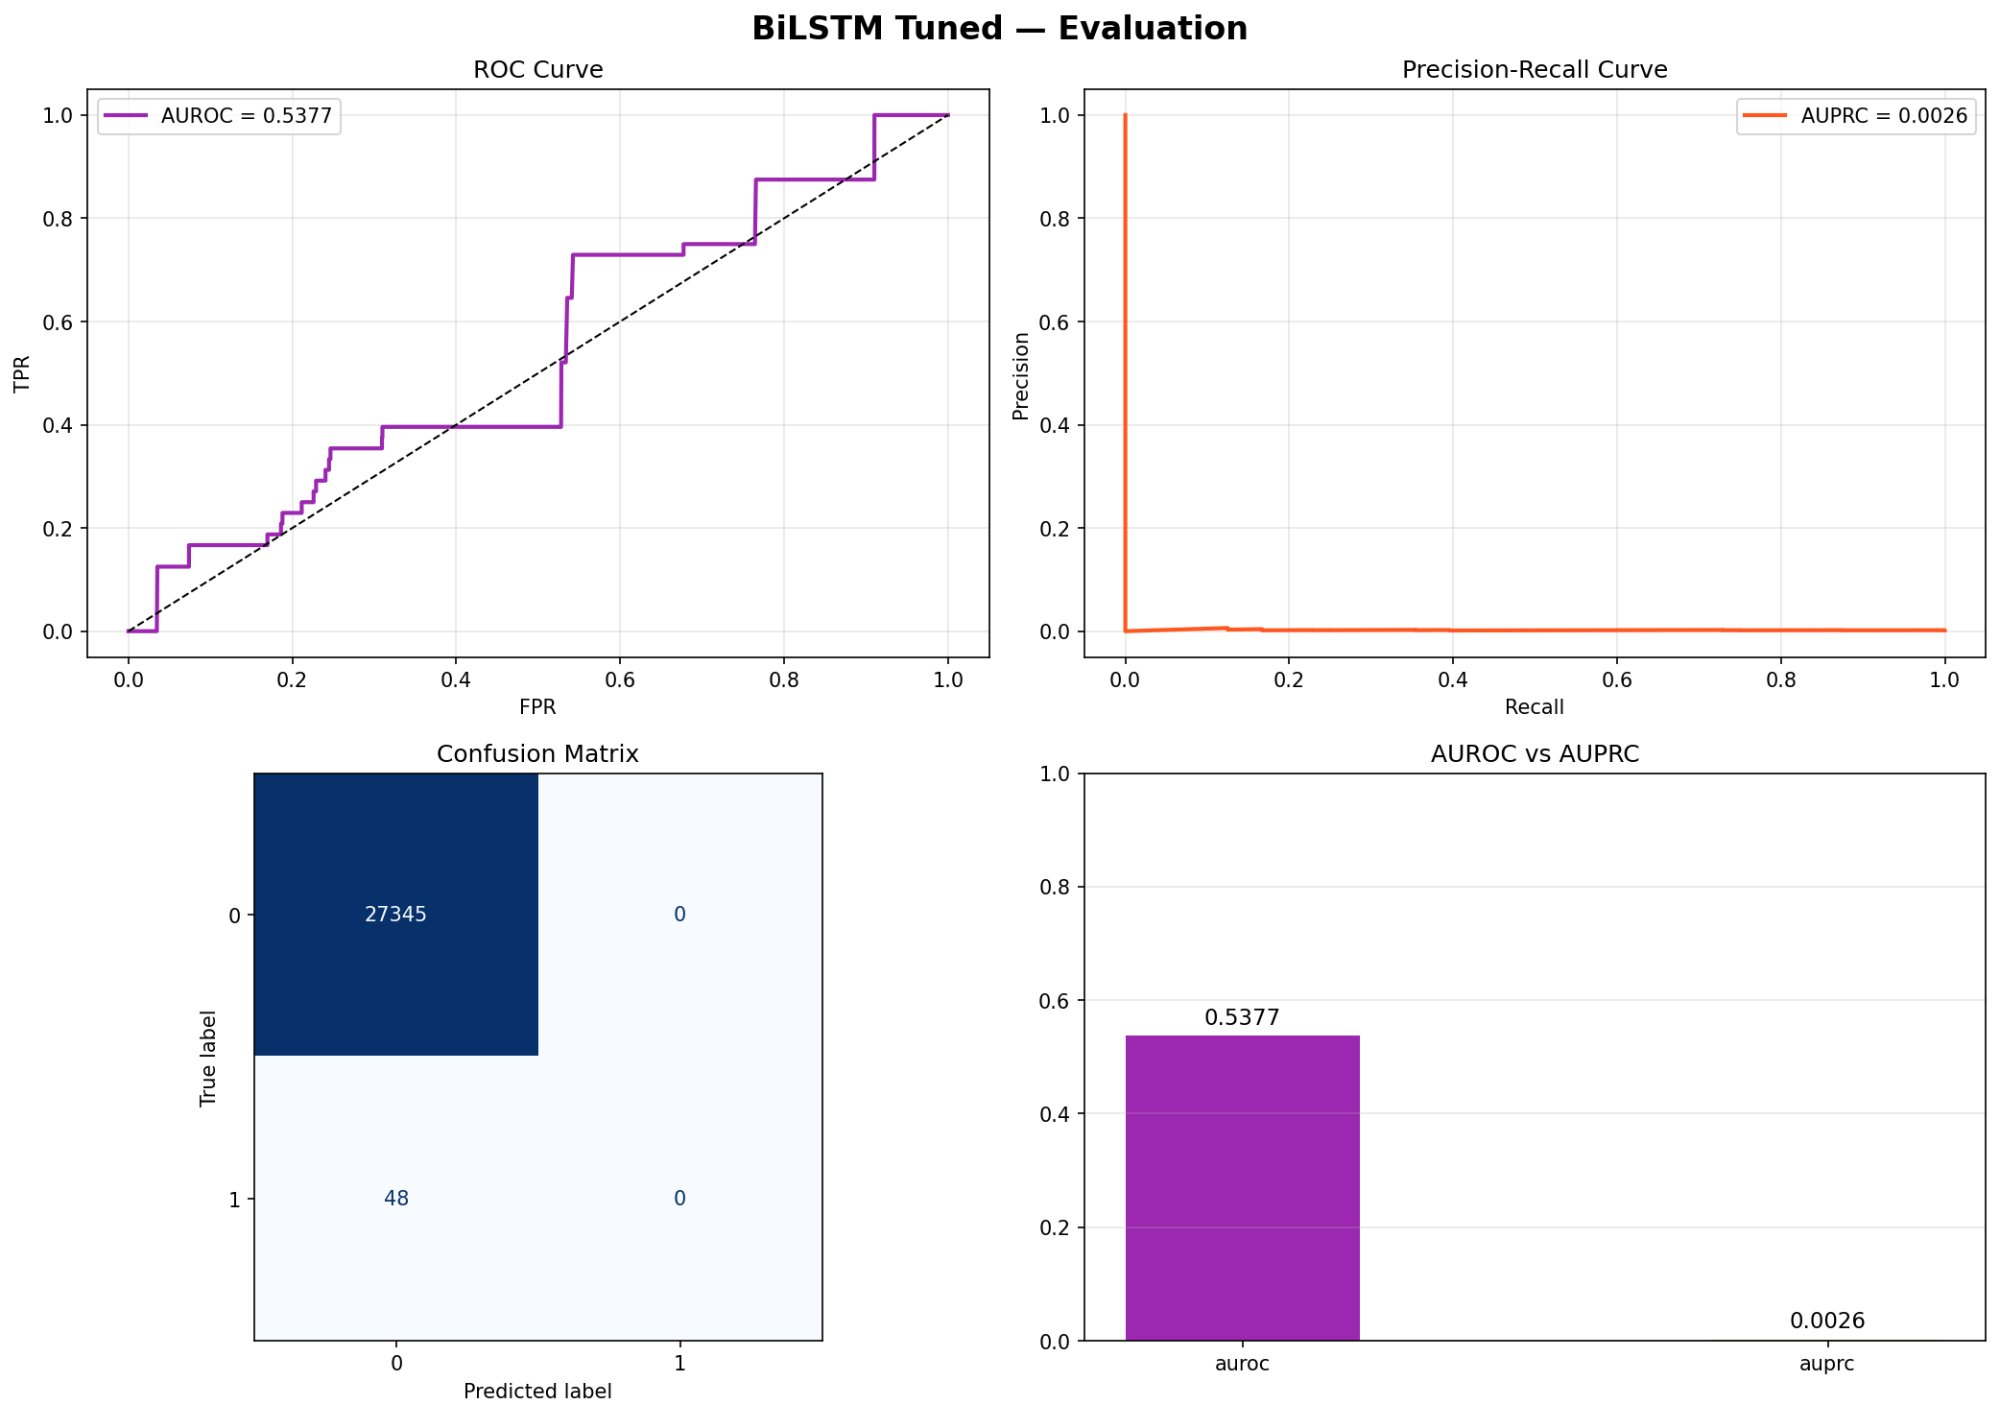 BiLSTM Tuned — Evaluation
ROC Curve
AUROC = 0.5377
1.0
0.8
0.6
0.4
0.2
0.0
TPR
0.0 0.2 0.4 0.6 0.8 1.0
FPR
Precision-Recall Curve
AUPRC = 0.0026
1.0
0.8
0.6
0.4
0.2
0.0
Precision
0.0 0.2 0.4 0.6 0.8 1.0
Recall
Confusion Matrix
True label
0
27345 0
1
48 0
0 1
Predicted label
AUROC vs AUPRC
1.0
0.8
0.6
0.4
0.2
0.0
0.5377
0.0026
auroc auprc